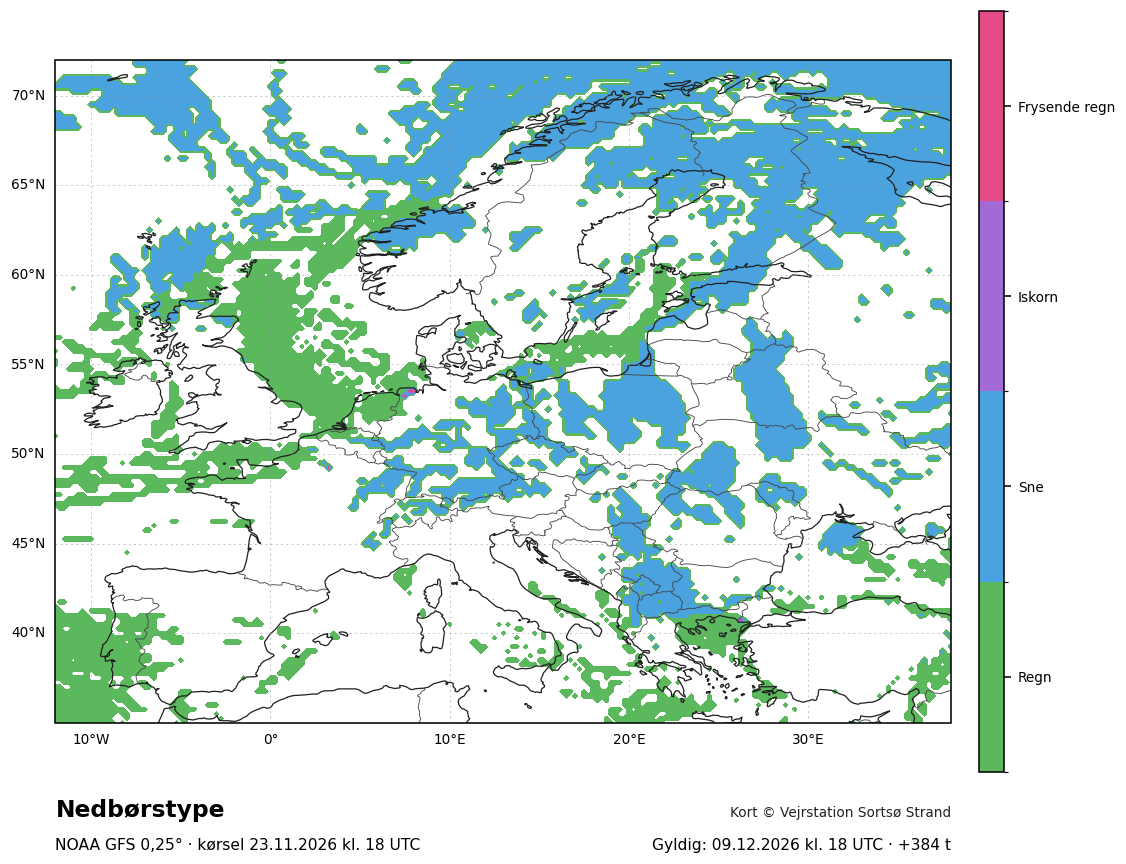 Frysende regn
Iskorn
Sne
Regn
70°N
65°N
60°N
55°N
50°N
45°N
40°N
10°W
0°
10°E
20°E
30°E
Nedbørstype
Kort © Vejrstation Sortsø Strand
NOAA GFS 0,25° · kørsel 23.11.2026 kl. 18 UTC
Gyldig: 09.12.2026 kl. 18 UTC · +384 t